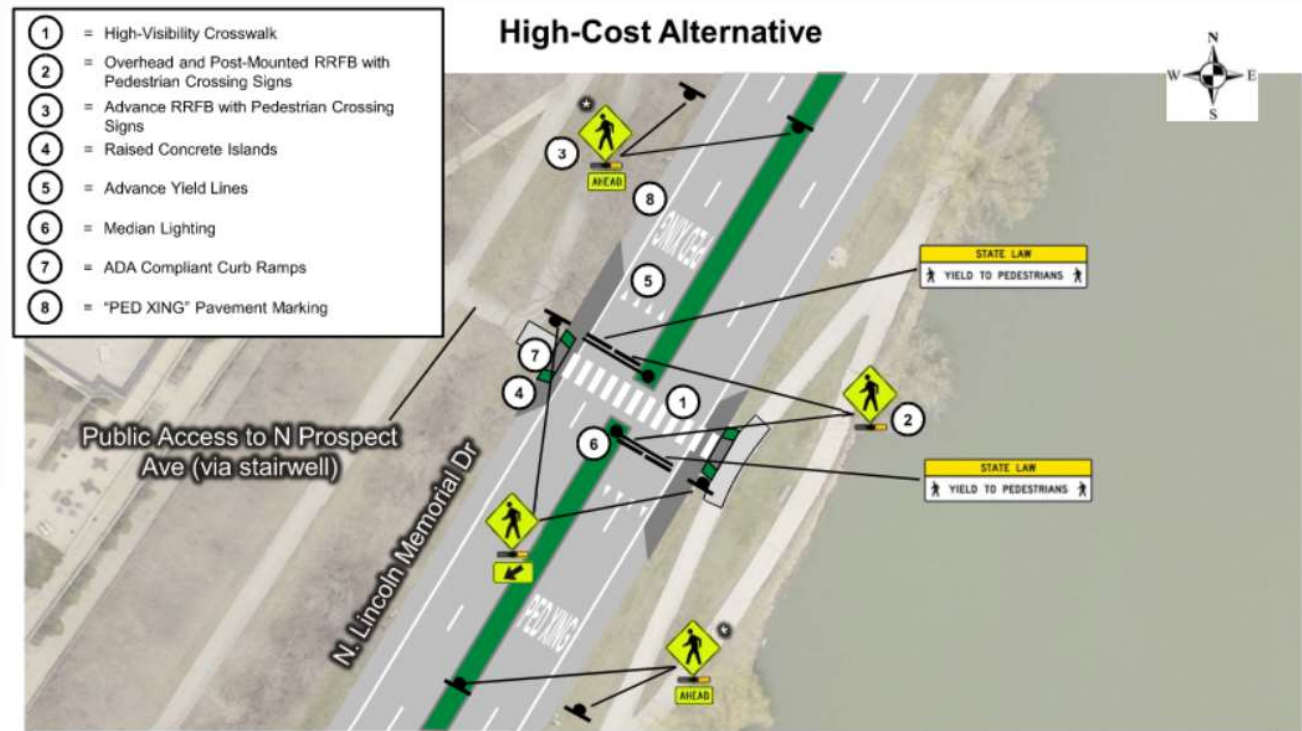 High-Cost Alternative
1 = High-Visibility Crosswalk
2 = Overhead and Post-Mounted RRFB with
Pedestrian Crossing Signs
3 = Advance RRFB with Pedestrian Crossing
Signs
4 = Raised Concrete Islands
5 = Advance Yield Lines
6 = Median Lighting
7 = ADA Compliant Curb Ramps
8 = "PED XING" Pavement Marking
N
W E
S
3
AHEAD
8
PED XING
5
STATE LAW
YIELD TO PEDESTRIANS
7
4
1
2
6
Public Access to N Prospect
Ave (via stairwell)
STATE LAW
YIELD TO PEDESTRIANS
N. Lincoln Memorial Dr
PED XING
AHEAD